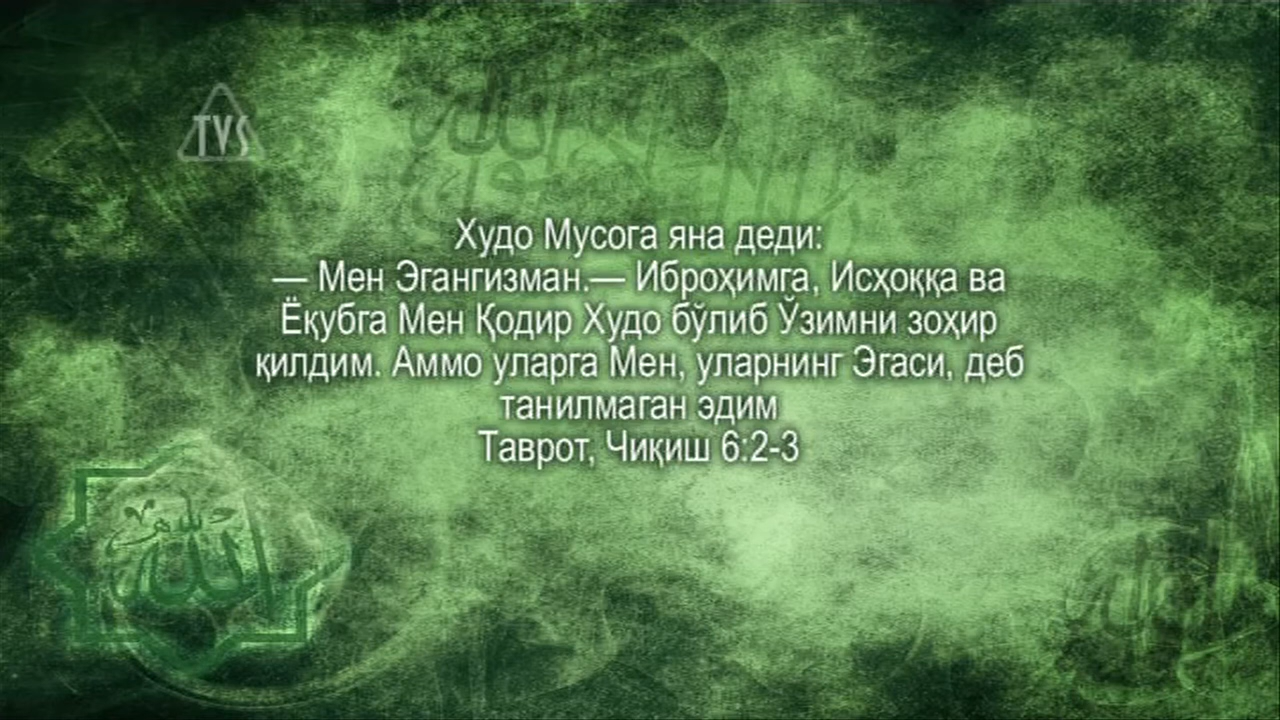 TVS
Худо Мусога яна деди:
— Мен Эгангизман.— Иброҳимга, Исҳоққа ва
Ёқубга Мен Қодир Худо бўлиб Ўзимни зоҳир
қилдим. Аммо уларга Мен, уларнинг Эгаси, деб
танилмаган эдим
Таврот, Чиқиш 6:2-3
الله